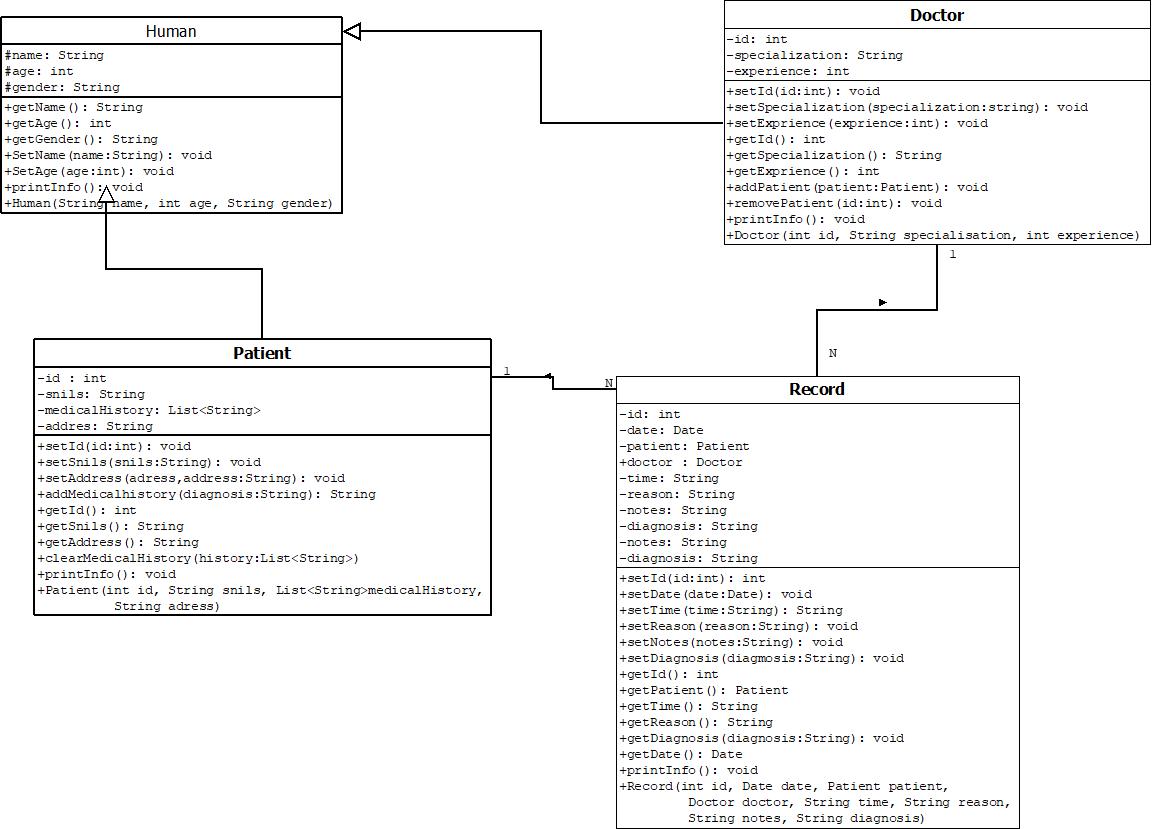 Human
#name: String
#age: int
#gender: String
+getName(): String
+getAge(): int
+getGender(): String
+SetName(name:String): void
+SetAge(age:int): void
+printInfo(): void
+Human(String name, int age, String gender)
Doctor
-id: int
-specialization: String
-experience: int
+setId(id:int): void
+setSpecialization(specialization:string): void
+setExprience(exprience:int): void
+getId(): int
+getSpecialization(): String
+getExprience(): int
+addPatient(patient:Patient): void
+removePatient(id:int): void
+printInfo(): void
+Doctor(int id, String specialisation, int experience)
1
N
Patient
-id : int
-snils: String
-medicalHistory: List<String>
-addres: String
+setId(id:int): void
+setSnils(snils:String): void
+setAddress(adress,address:String): void
+addMedicalhistory(diagnosis:String): String
+getId(): int
+getSnils(): String
+getAddress(): String
+clearMedicalHistory(history:List<String>)
+printInfo(): void
+Patient(int id, String snils, List<String>medicalHistory,
String adress)
1
N
Record
-id: int
-date: Date
-patient: Patient
+doctor : Doctor
-time: String
-reason: String
-notes: String
-diagnosis: String
-notes: String
-diagnosis: String
+setId(id:int): int
+setDate(date:Date): void
+setTime(time:String): String
+setReason(reason:String): void
+setNotes(notes:String): void
+setDiagnosis(diagmosis:String): void
+getId(): int
+getPatient(): Patient
+getTime(): String
+getReason(): String
+getDiagnosis(diagnosis:String): void
+getDate(): Date
+printInfo(): void
+Record(int id, Date date, Patient patient,
Doctor doctor, String time, String reason,
String notes, String diagnosis)